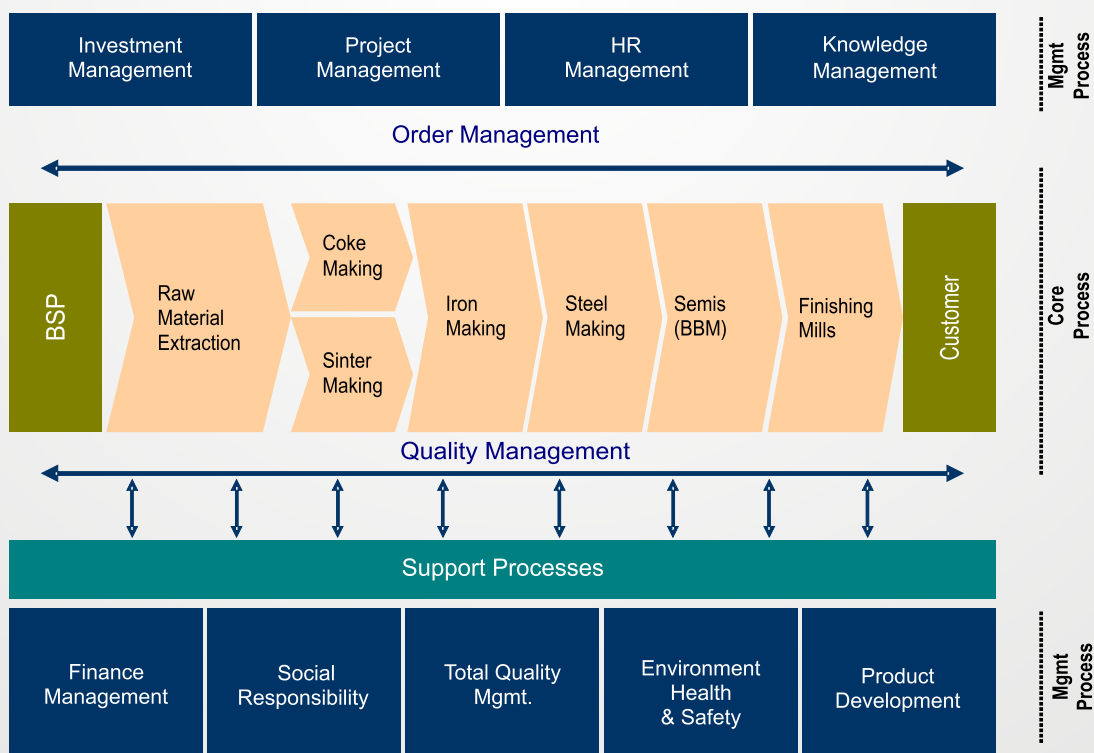 Investment
Management
Project
Management
HR
Management
Knowledge
Management
Mgmt
Process
Order Management
BSP
Raw
Material
Extraction
Coke
Making
Sinter
Making
Iron
Making
Steel
Making
Semis
(BBM)
Finishing
Mills
Customer
Core
Process
Quality Management
Support Processes
Finance
Management
Social
Responsibility
Total Quality
Mgmt.
Environment
Health
& Safety
Product
Development
Mgmt
Process